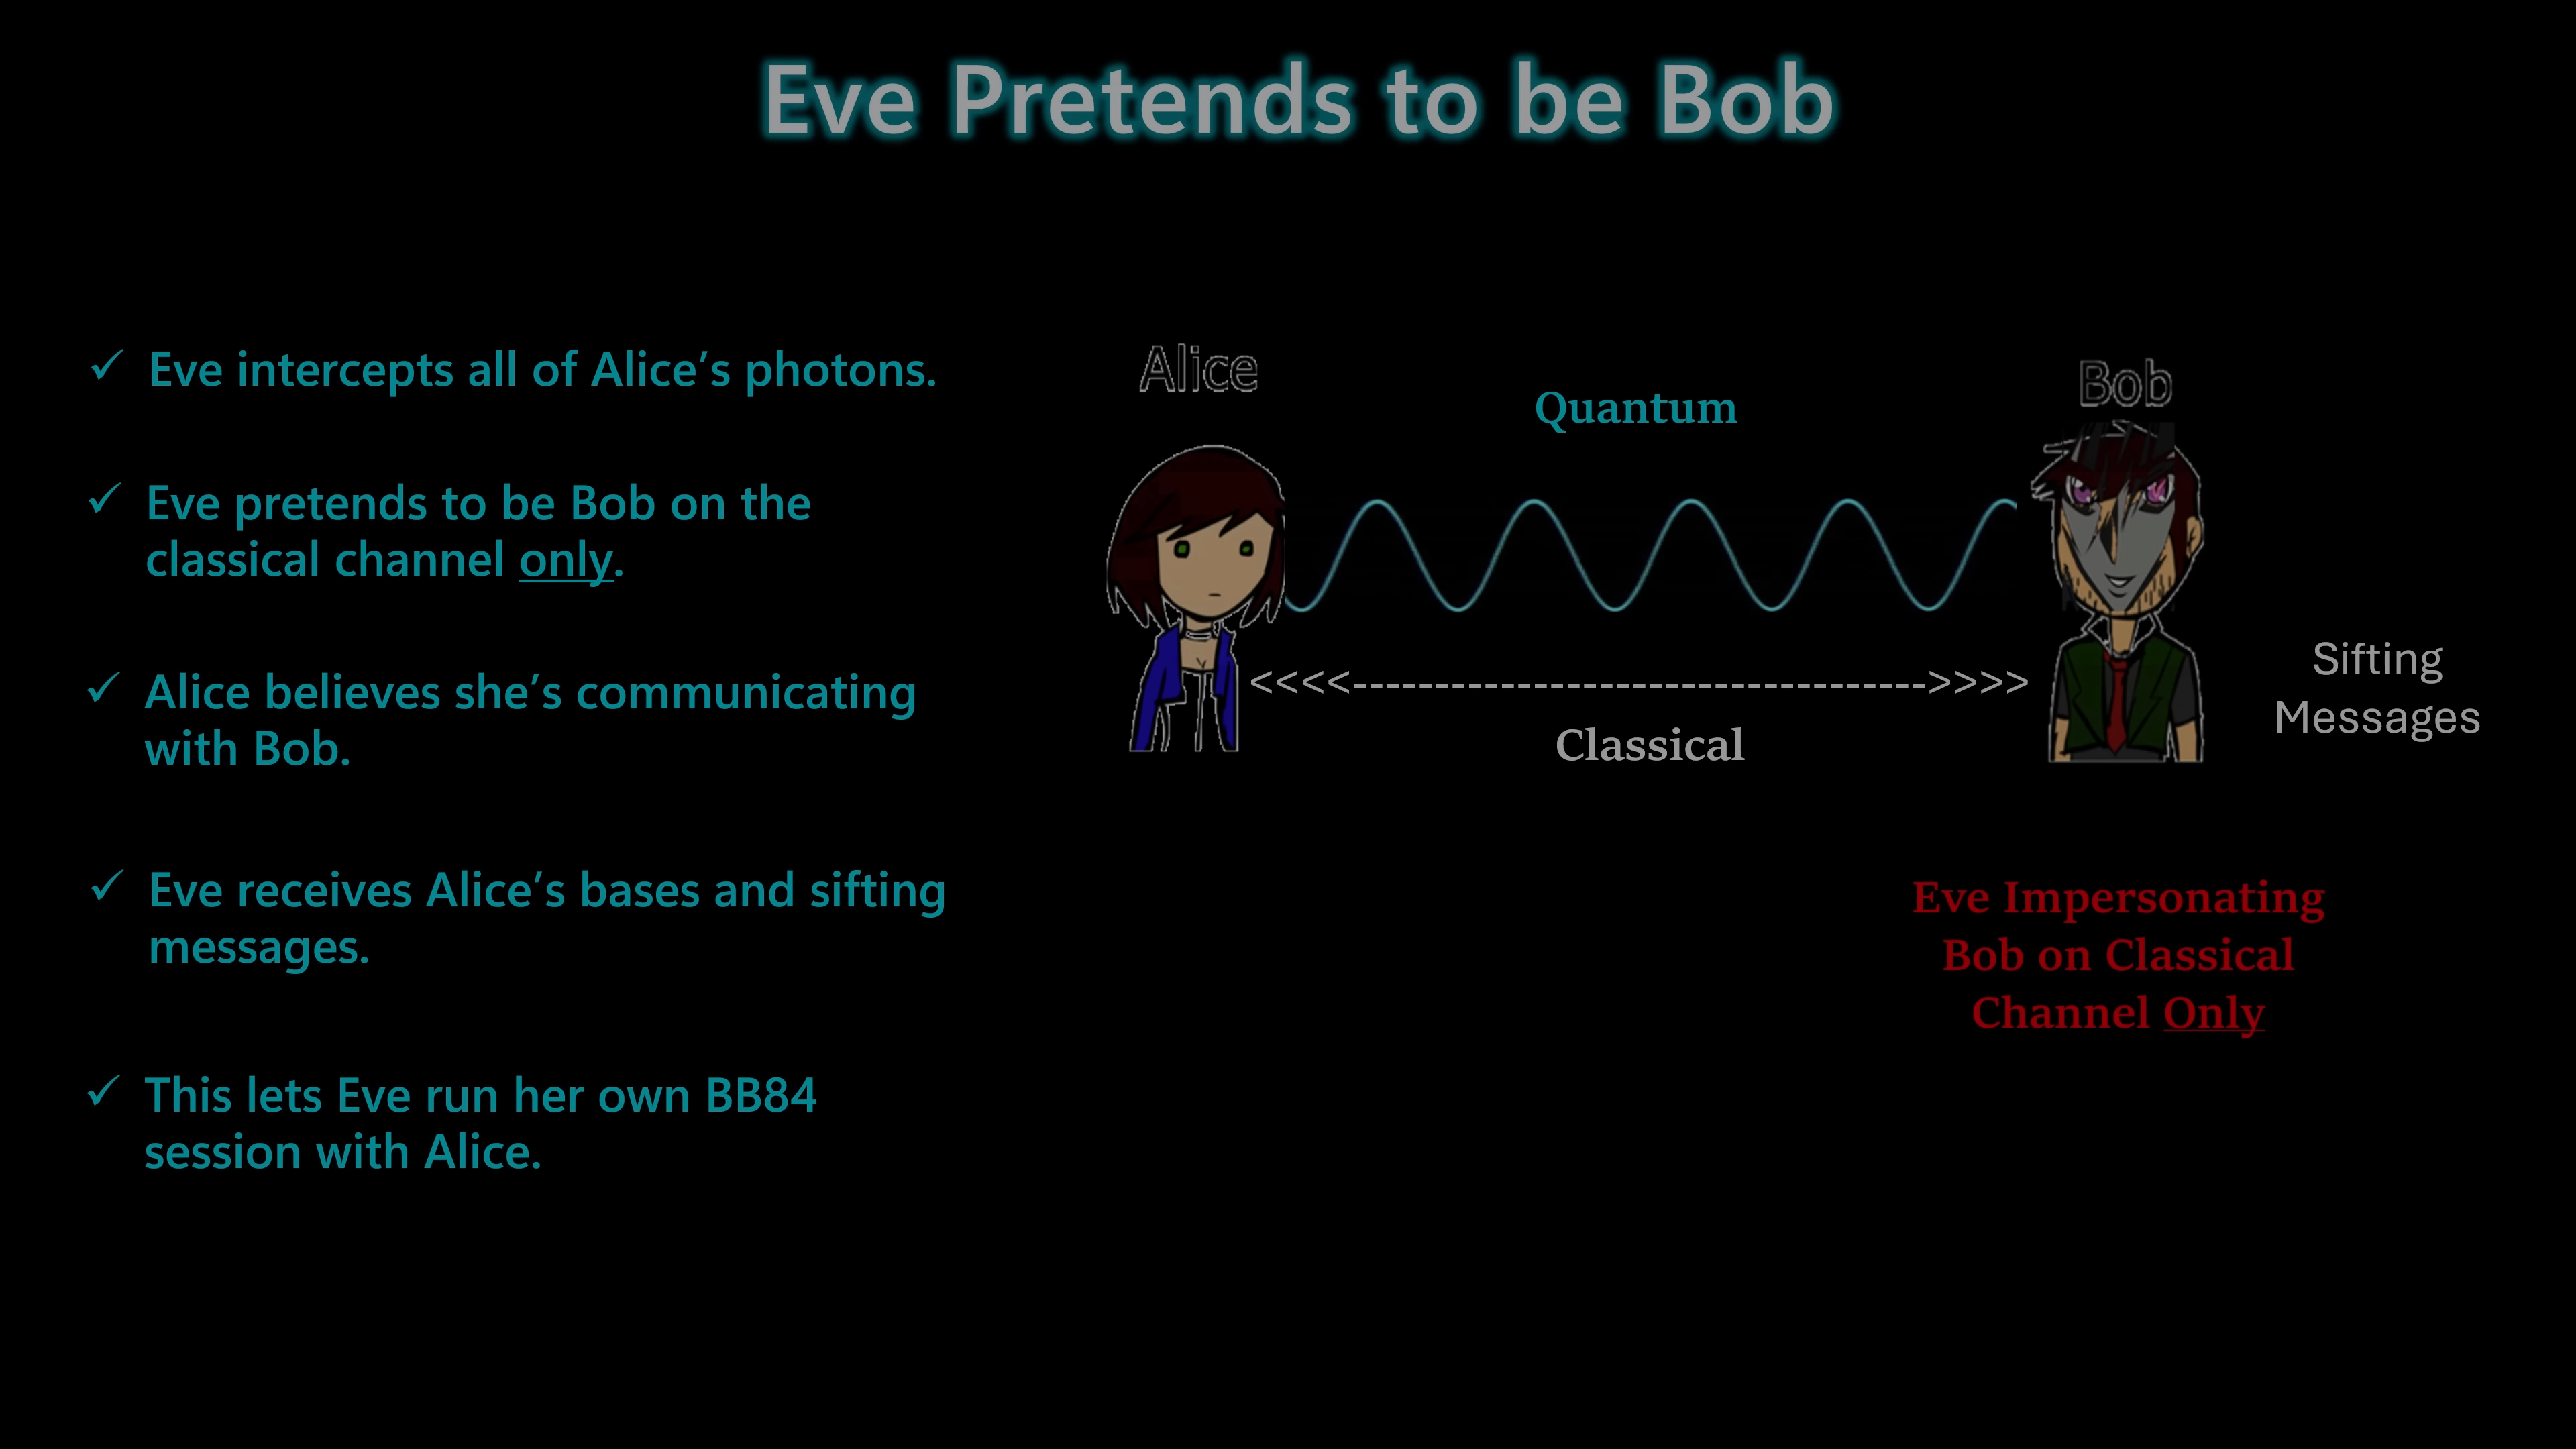 Eve Pretends to be Bob
✓ Eve intercepts all of Alice’s photons.
✓ Eve pretends to be Bob on the
classical channel only.
✓ Alice believes she’s communicating
with Bob.
✓ Eve receives Alice’s bases and sifting
messages.
✓ This lets Eve run her own BB84
session with Alice.
Alice
Quantum
Bob
<<<<----------------------------------->>>>
Classical
Sifting
Messages
Eve Impersonating
Bob on Classical
Channel Only